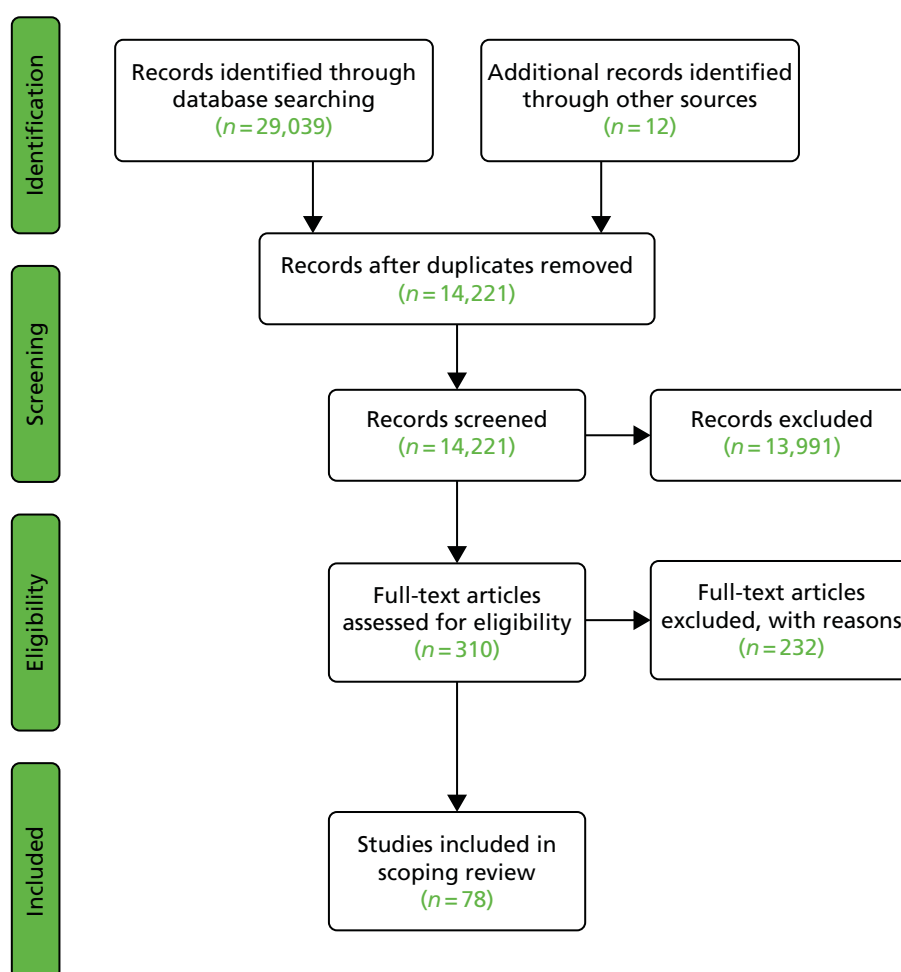 Identification
Records identified through
database searching
(n=29,039)
Additional records identified
through other sources
(n=12)
Screening
Records after duplicates removed
(n=14,221)
Records screened
(n=14,221)
Records excluded
(n=13,991)
Eligibility
Full-text articles
assessed for eligibility
(n=310)
Full-text articles
excluded, with reasons
(n=232)
Included
Studies included in
scoping review
(n=78)